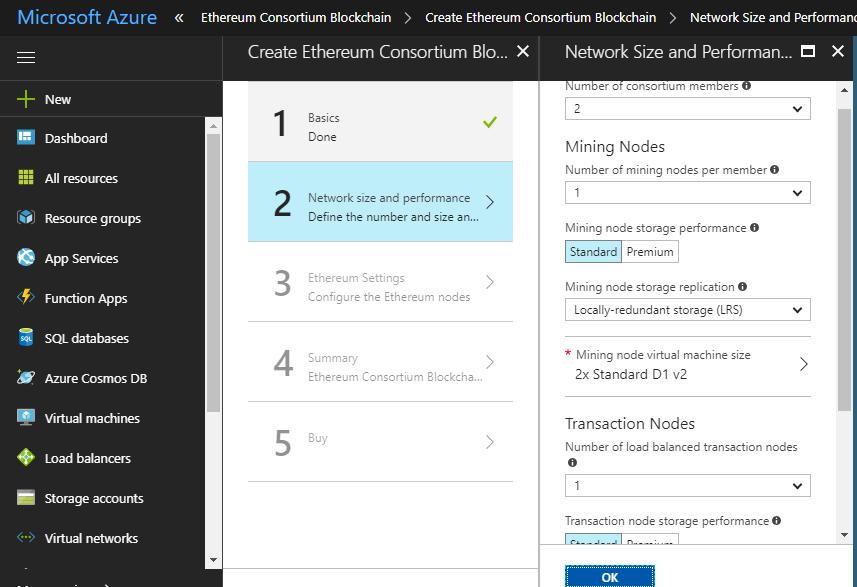 Microsoft Azure « Ethereum Consortium Blockchain > Create Ethereum Consortium Blockchain > Network Size and Performanc
New
Dashboard
All resources
Resource groups
App Services
Function Apps
SQL databases
Azure Cosmos DB
Virtual machines
Load balancers
Storage accounts
Virtual networks
Create Ethereum Consortium Blo...
1
Basics
Done
2
Network size and performance
Define the number and size an...
3
Ethereum Settings
Configure the Ethereum nodes
4
Summary
Ethereum Consortium Blockcha...
5
Buy
Network Size and Performan...
Number of consortium members
2
Mining Nodes
Number of mining nodes per member
1
Mining node storage performance
Standard Premium
Mining node storage replication
Locally-redundant storage (LRS)
* Mining node virtual machine size
2x Standard D1 v2
Transaction Nodes
Number of load balanced transaction nodes
1
Transaction node storage performance
Standard Premium
OK